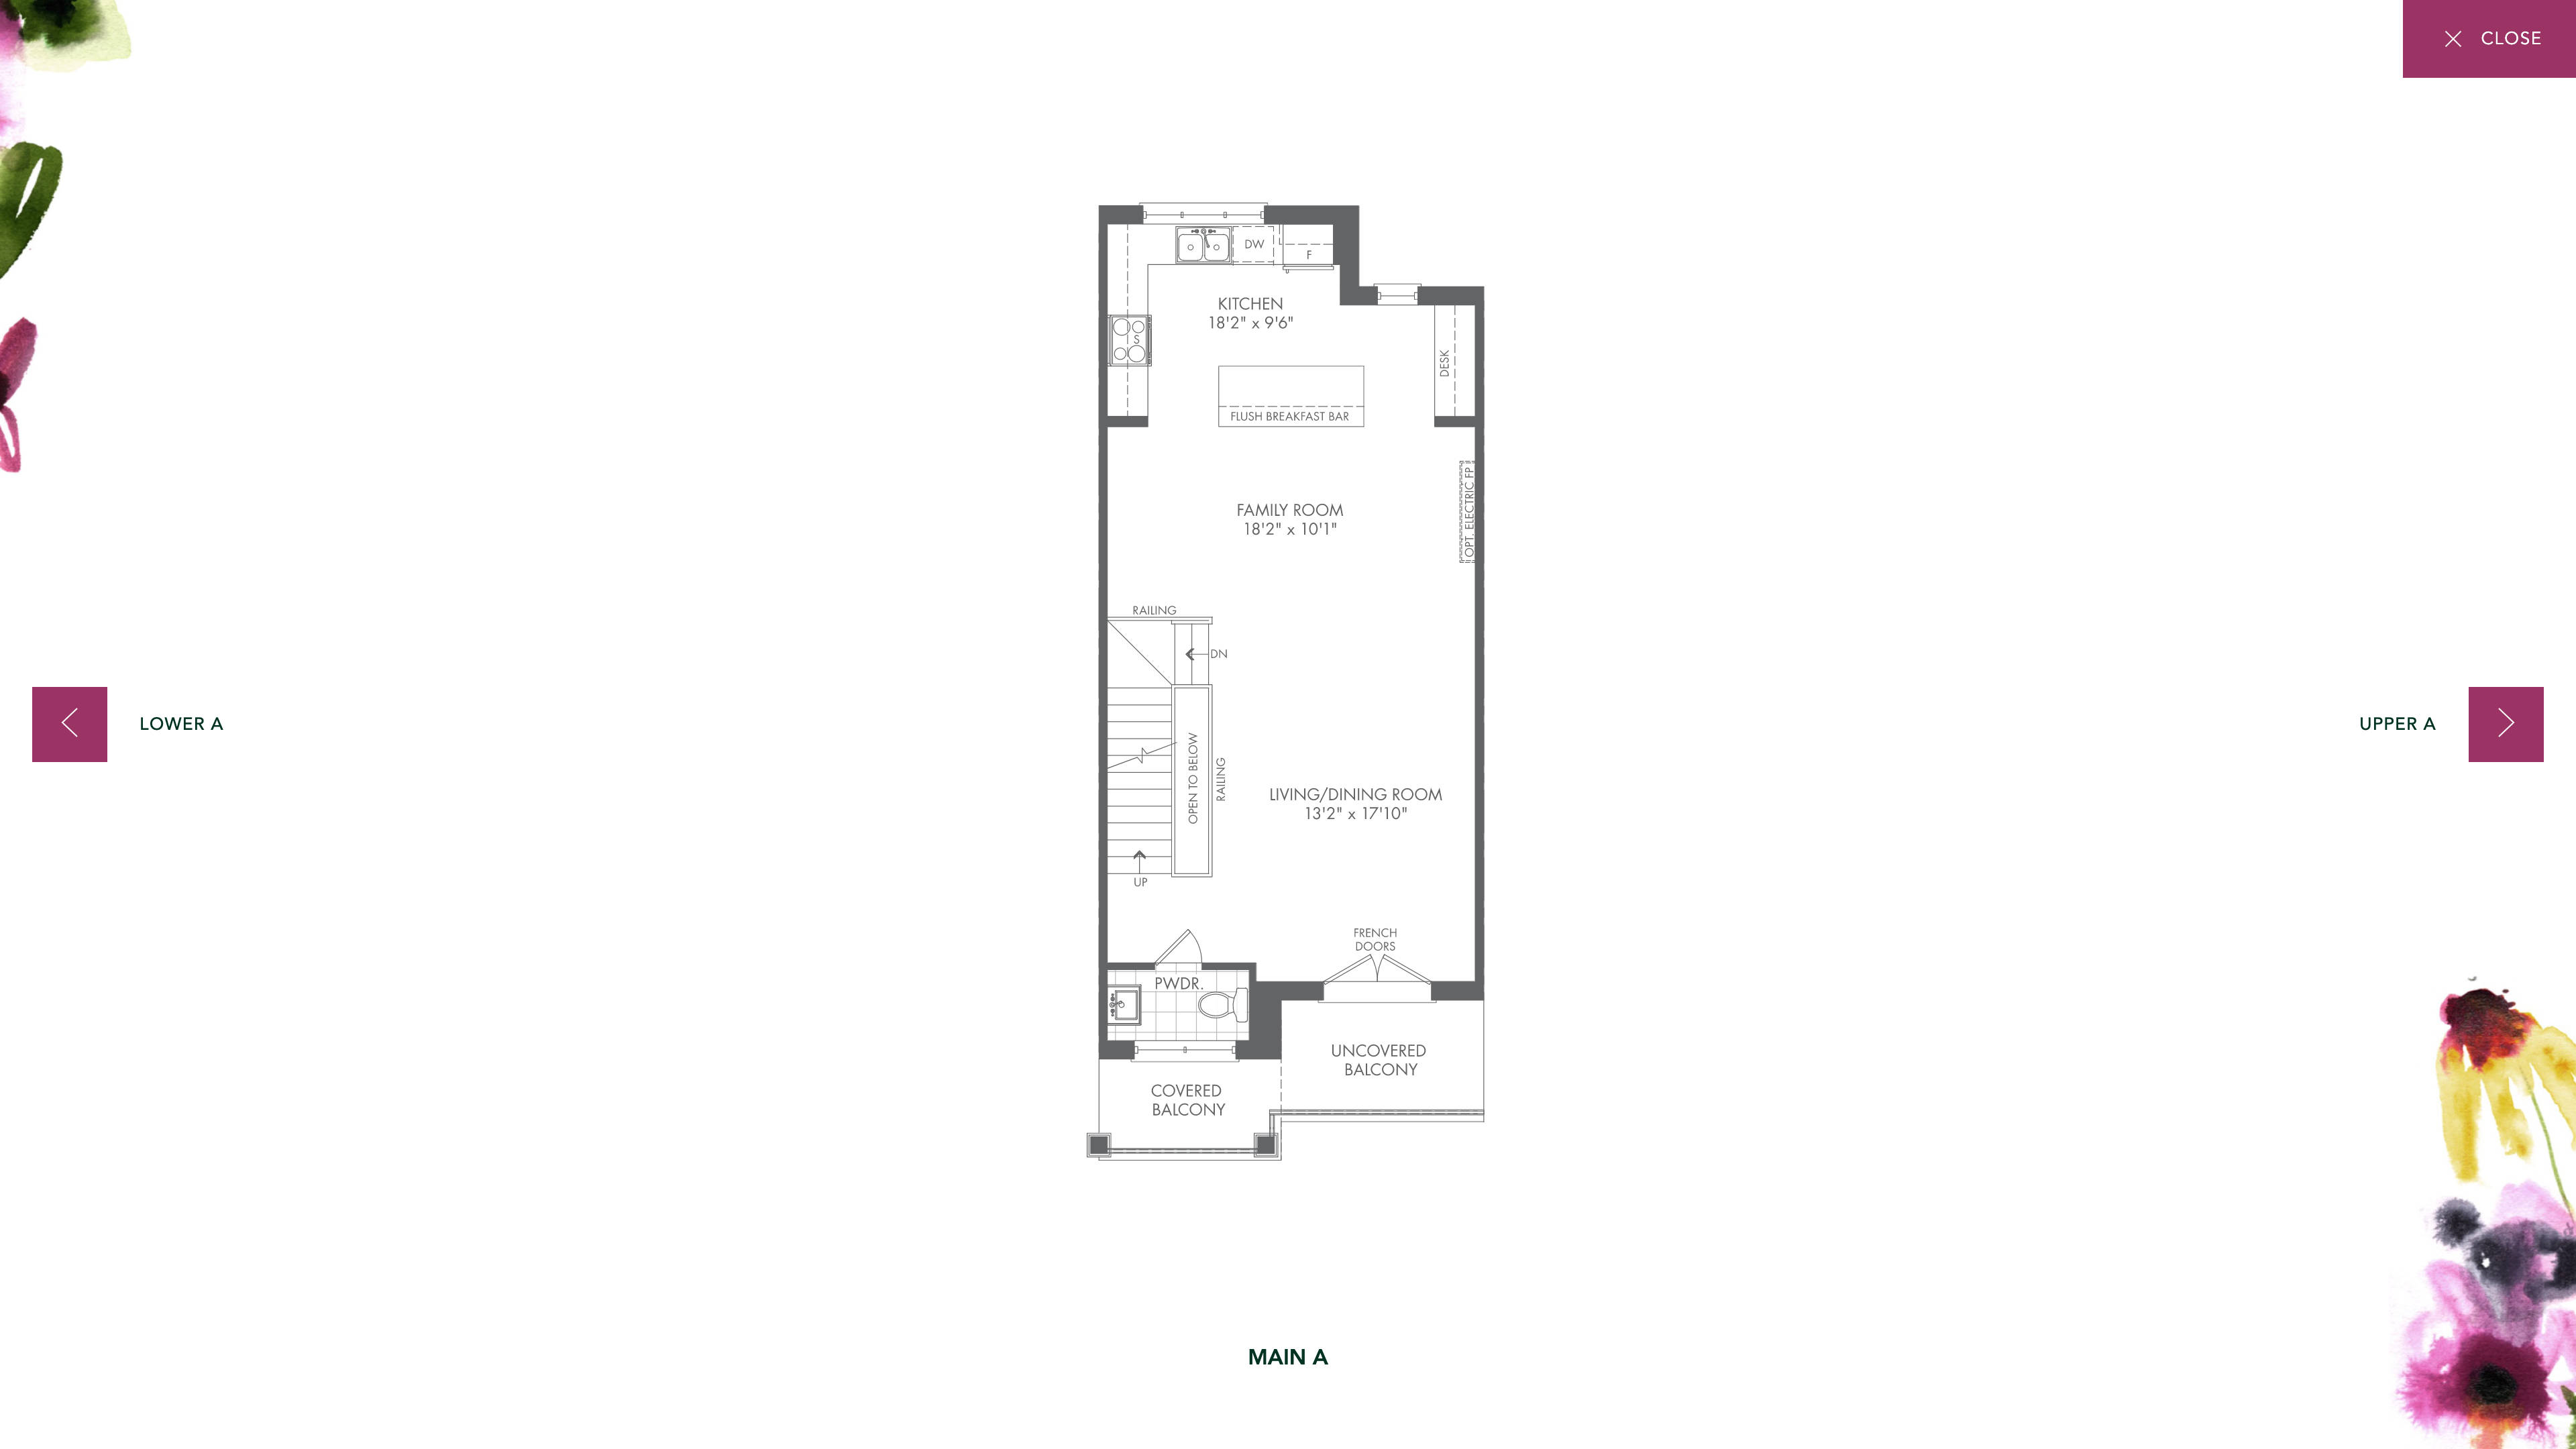 CLOSE
DW
F
KITCHEN
18'2" x 9'6"
S
DESK
FLUSH BREAKFAST BAR
OPT. ELECTRIC FP
FAMILY ROOM
18'2" x 10'1"
RAILING
DN
LOWER A
UPPER A
OPEN TO BELOW
RAILING
LIVING/DINING ROOM
13'2" x 17'10"
UP
FRENCH
DOORS
PWDR.
UNCOVERED
BALCONY
COVERED
BALCONY
MAIN A